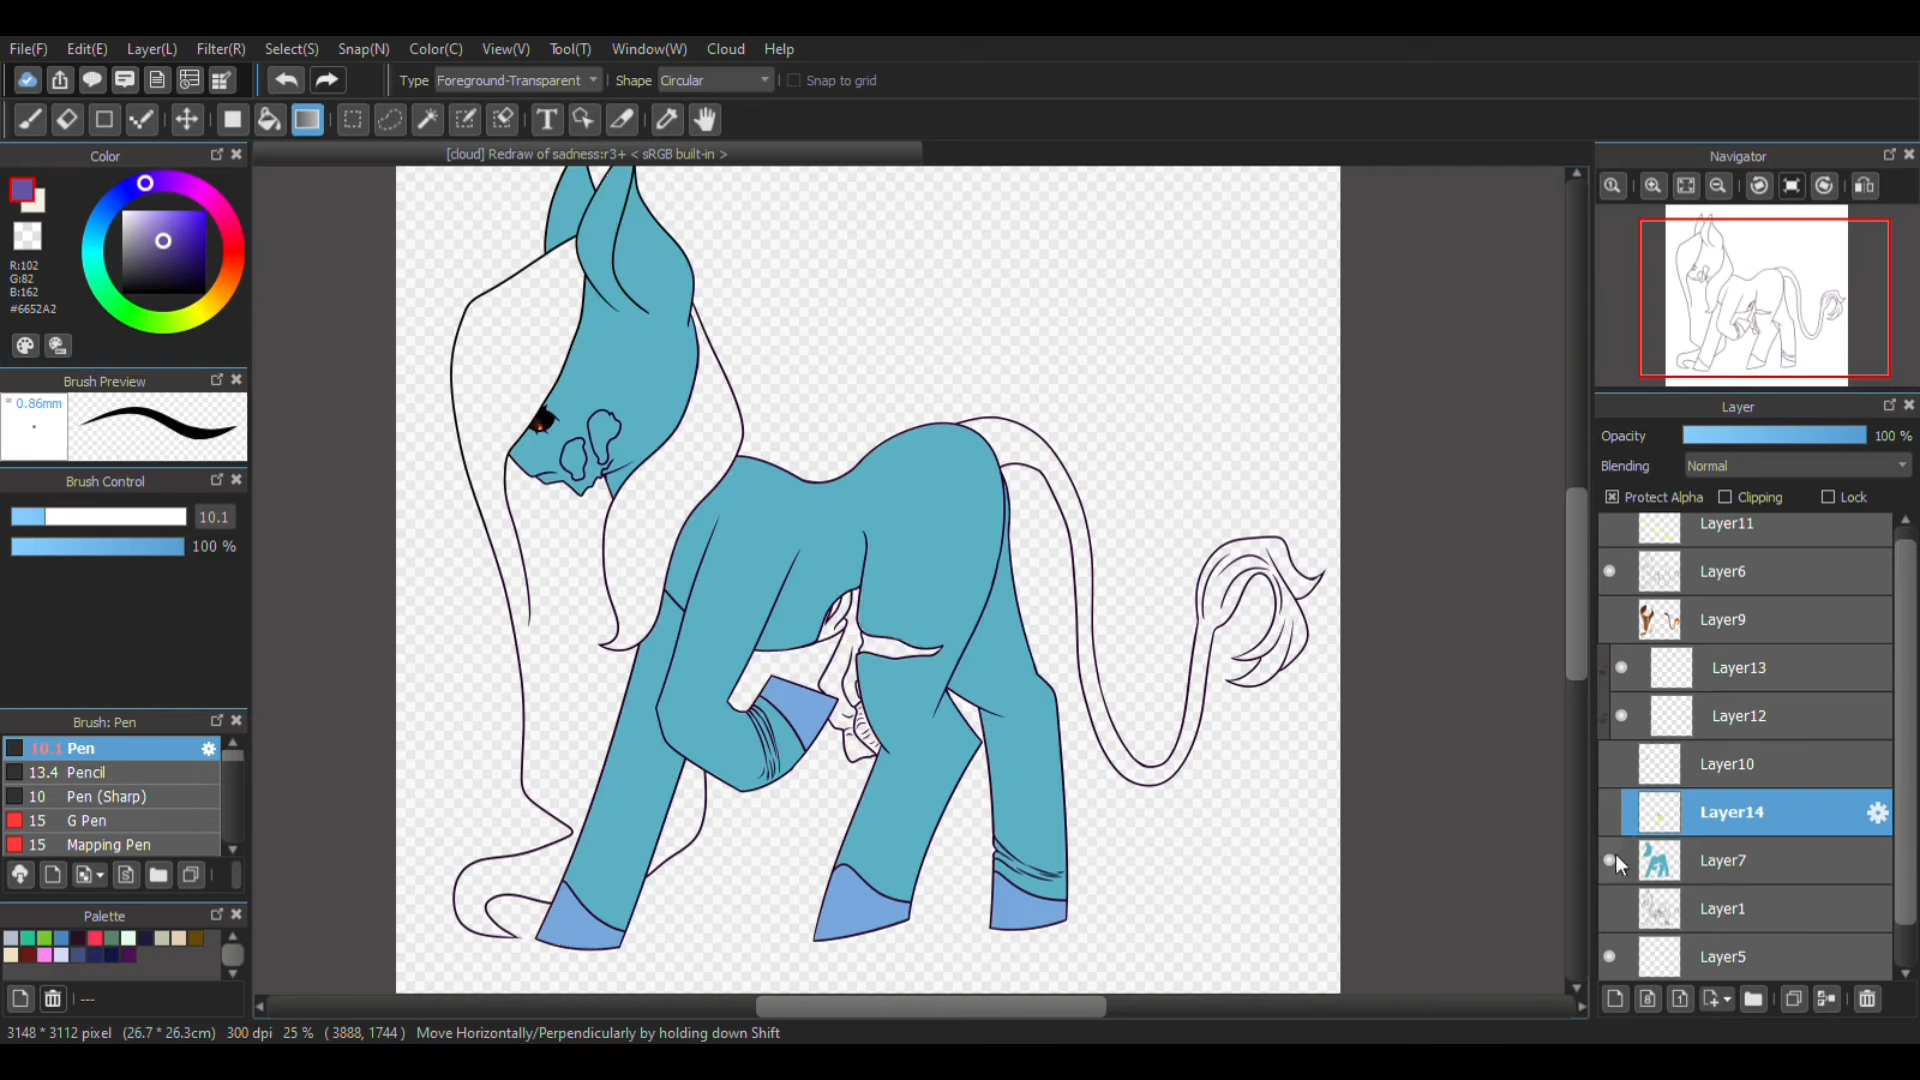 File(F) Edit(E) Layer(L) Filter(R) Select(S) Snap(N) Color(C) View(V) Tool(T) Window(W) Cloud Help
Type Foreground-Transparent Shape Circular Snap to grid
T
[cloud] Redraw of sadness:r3+ < sRGB built-in >
Color
R:102
G:82
B:162
#6652A2
Brush Preview
* 0.86mm
Brush Control
10.1
100 %
Brush: Pen
10.1 Pen
13.4 Pencil
10 Pen (Sharp)
15 G Pen
15 Mapping Pen
Palette
---
Navigator
Layer
Opacity 100 %
Blending Normal
Protect Alpha Clipping Lock
Layer11
Layer6
Layer9
Layer13
Layer12
Layer10
Layer14
Layer7
Layer1
Layer5
3148 * 3112 pixel (26.7 * 26.3cm) 300 dpi 25 % ( 3888, 1744 ) Move Horizontally/Perpendicularly by holding down Shift